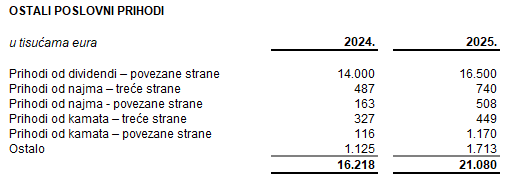 OSTALI POSLOVNI PRIHODI
u tisućama eura 2024. 2025.
Prihodi od dividendi – povezane strane 14.000 16.500
Prihodi od najma – treće strane 487 740
Prihodi od najma - povezane strane 163 508
Prihodi od kamata – treće strane 327 449
Prihodi od kamata – povezane strane 116 1.170
Ostalo 1.125 1.713
16.218 21.080